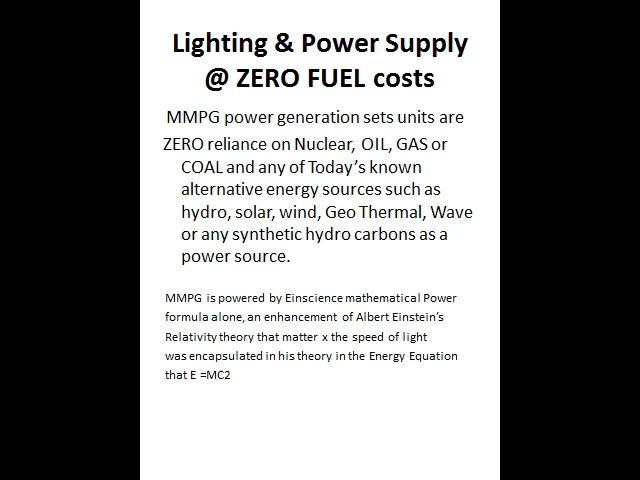 Lighting & Power Supply
@ ZERO FUEL costs
MMPG power generation sets units are
ZERO reliance on Nuclear, OIL, GAS or
COAL and any of Today's known
alternative energy sources such as
hydro, solar, wind, Geo Thermal, Wave
or any synthetic hydro carbons as a
power source.
MMPG is powered by Einscience mathematical Power
formula alone, an enhancement of Albert Einstein's
Relativity theory that matter x the speed of light
was encapsulated in his theory in the Energy Equation
that E =MC2